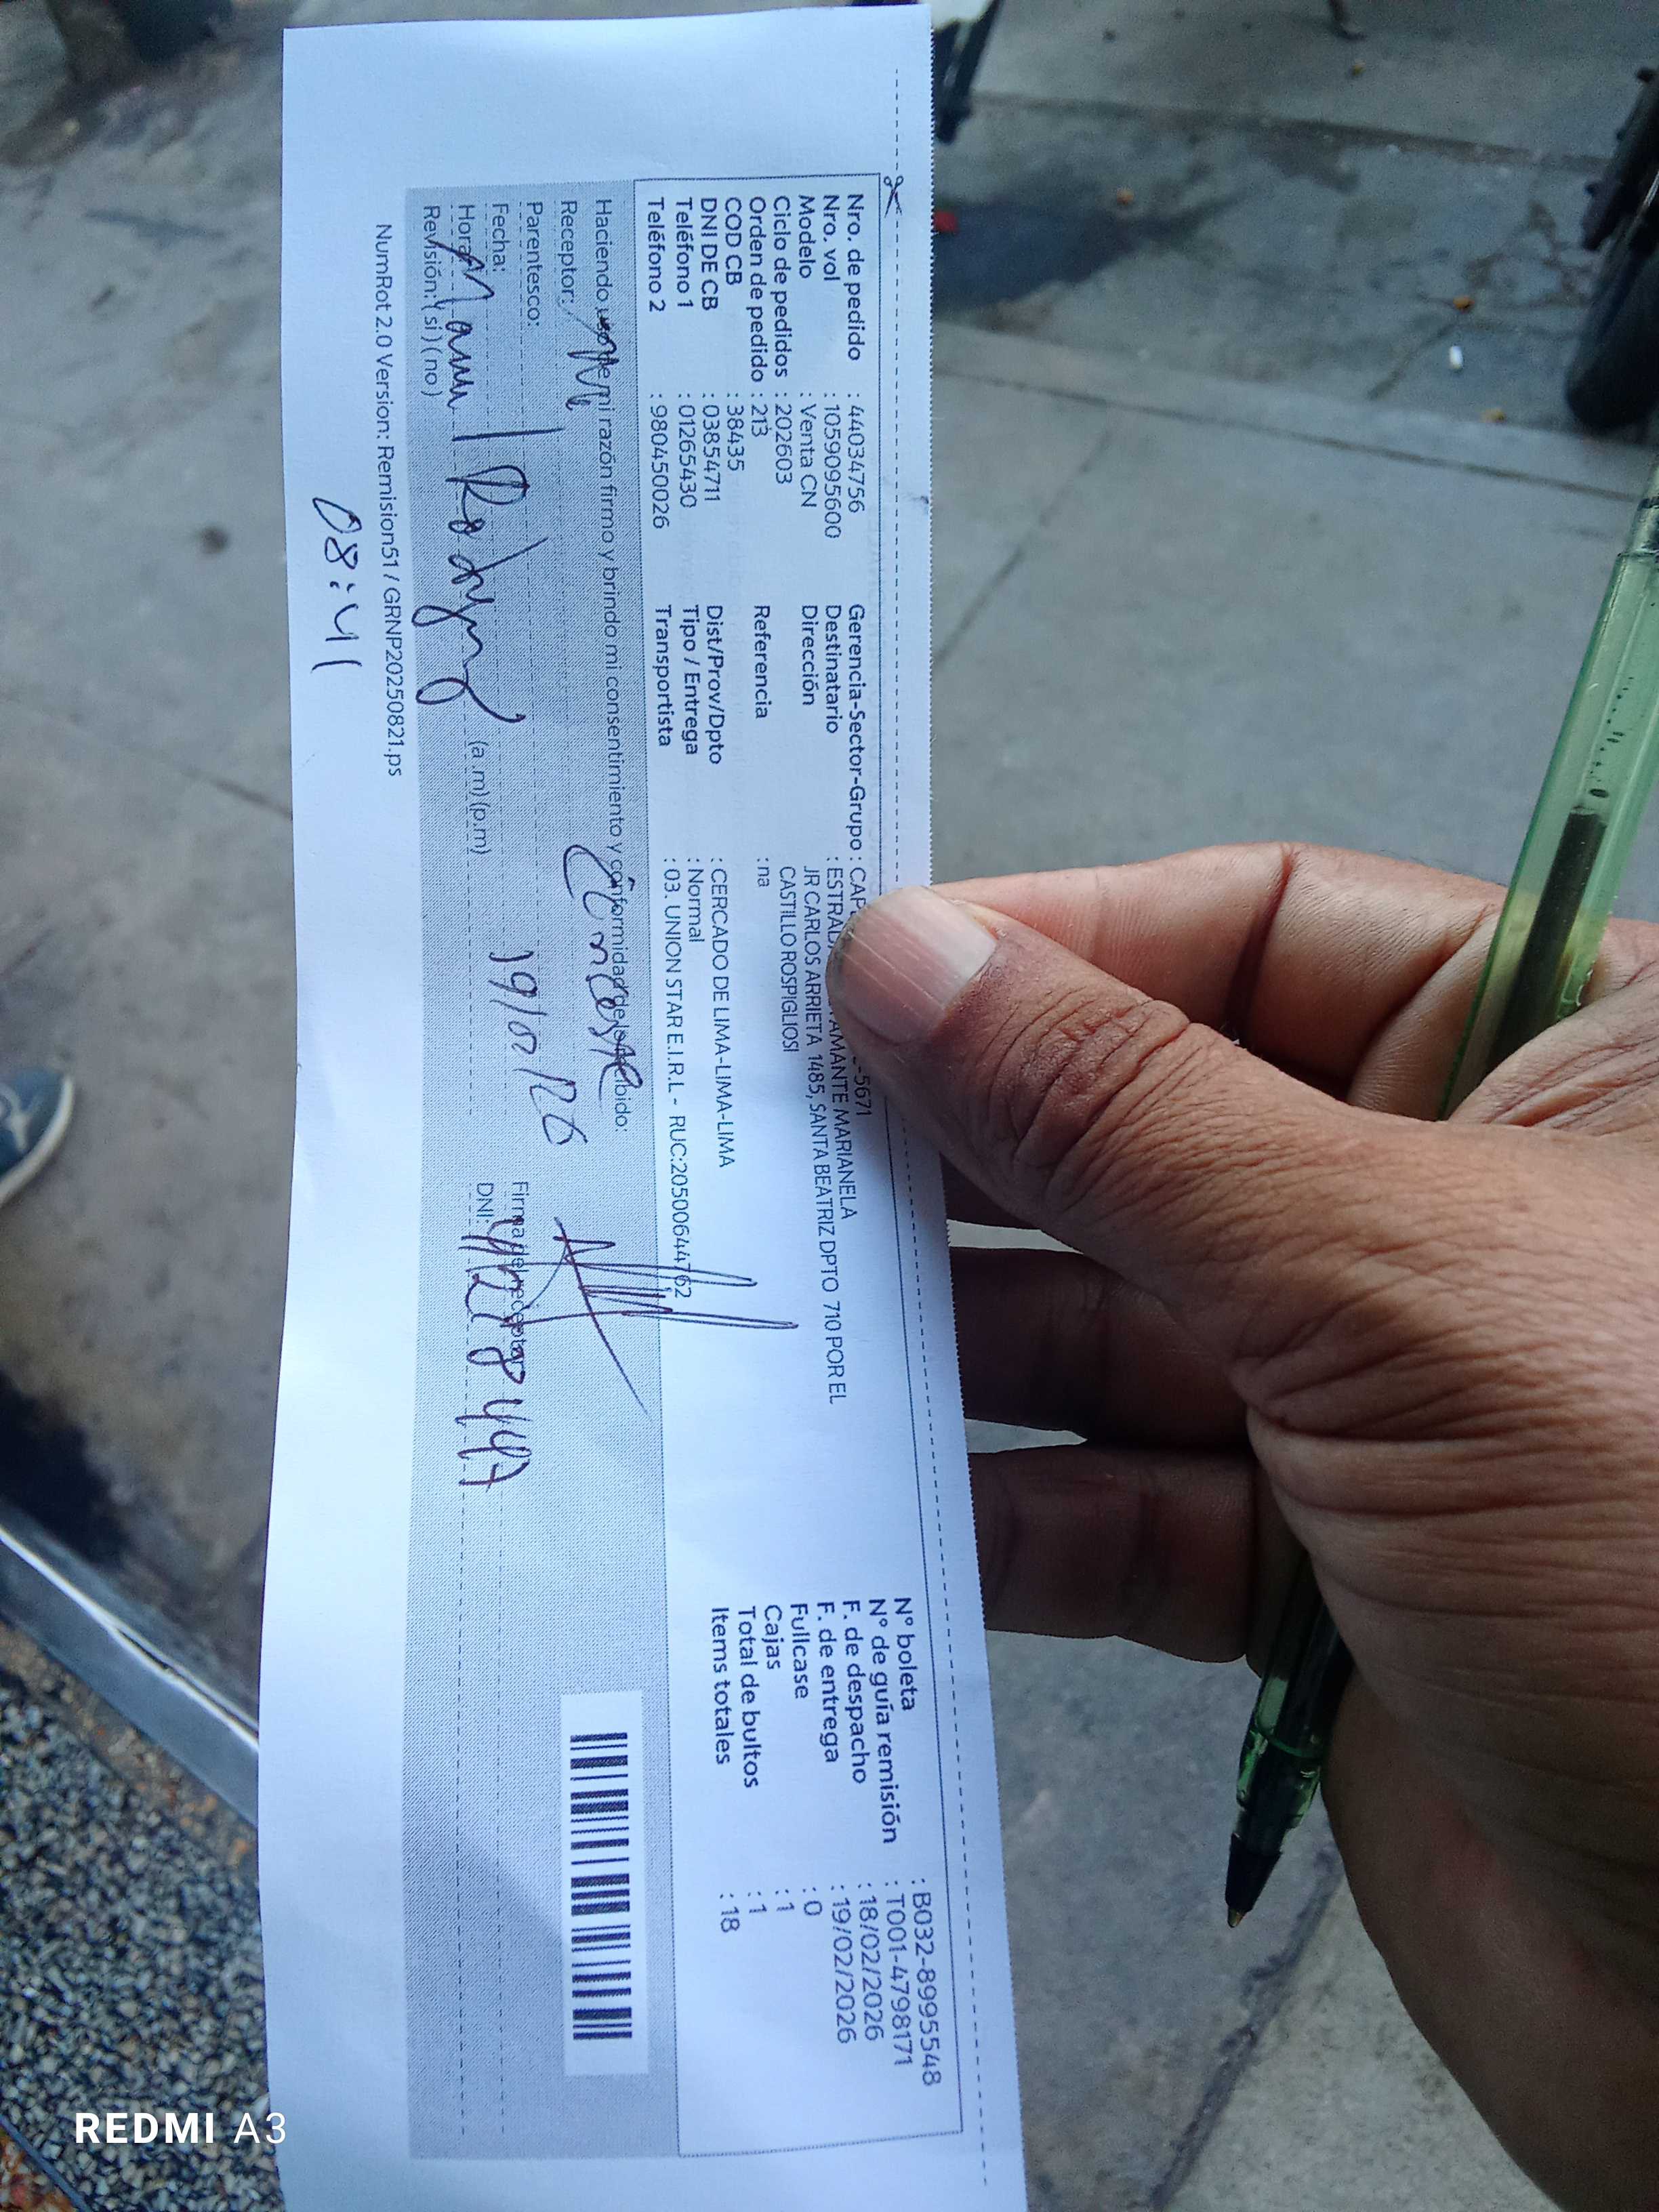 Nro. de pedido : 44034756
Nro. vol : 1059095600
Modelo : Venta CN
Ciclo de pedidos : 202603
Orden de pedido : 213
COD CB : 38435
DNI DE CB : 03854711
Teléfono 1 : 01265430
Teléfono 2 : 980450026
Gerencia-Sector-Grupo : -5671
Destinatario : MARIANELA
Dirección : JR CARLOS ARRIETA 1485, SANTA BEATRIZ DPTO 710 POR EL
CASTILLO ROSPIGLIOSI
Referencia : na
Dist/Prov/Dpto : CERCADO DE LIMA-LIMA-LIMA
Tipo / Entrega : Normal
Transportista : 03. UNION STAR E.I.R.L - RUC:20500644762
N° boleta : B032-8995548
N° de guía remisión : T001-4798171
F. de despacho : 18/02/2026
F. de entrega : 19/02/2026
Fullcase : 0
Cajas : 1
Total de bultos : 1
Items totales : 18
Haciendo uso de mi razón firmo y brindo mi consentimiento y conformidad de lo recibido:
Receptor:
Conserje
Parentesco:
Fecha:
19/02/26
Firma del receptor
Hora: (a.m) (p.m)
DNI:
Revisión: (si) (no)
NumRot 2.0 Version: Remision51 / GRNP20250821.ps
08:41
REDMI A3